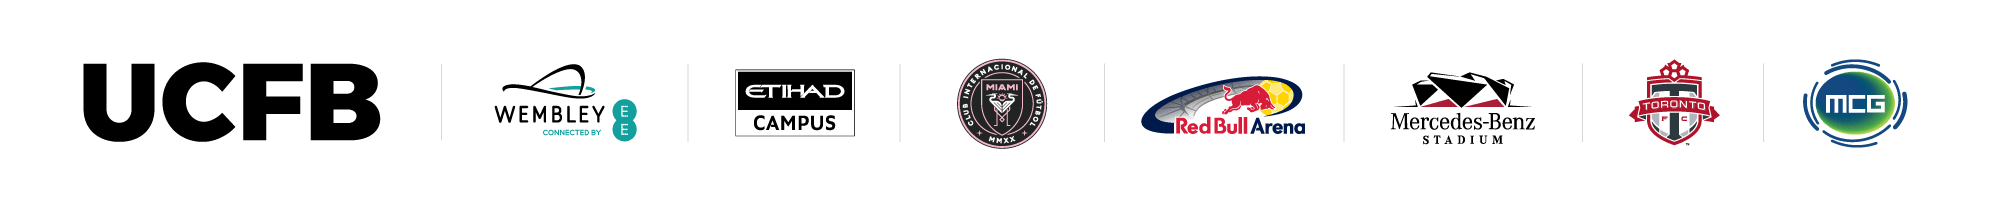 UCFB
WEMBLEY
CONNECTED BY
EE
ETIHAD
CAMPUS
CLUB INTERNACIONAL DE FÚTBOL
MIAMI
MMXX
Red Bull Arena
Mercedes-Benz
STADIUM
TORONTO
FC
MCG